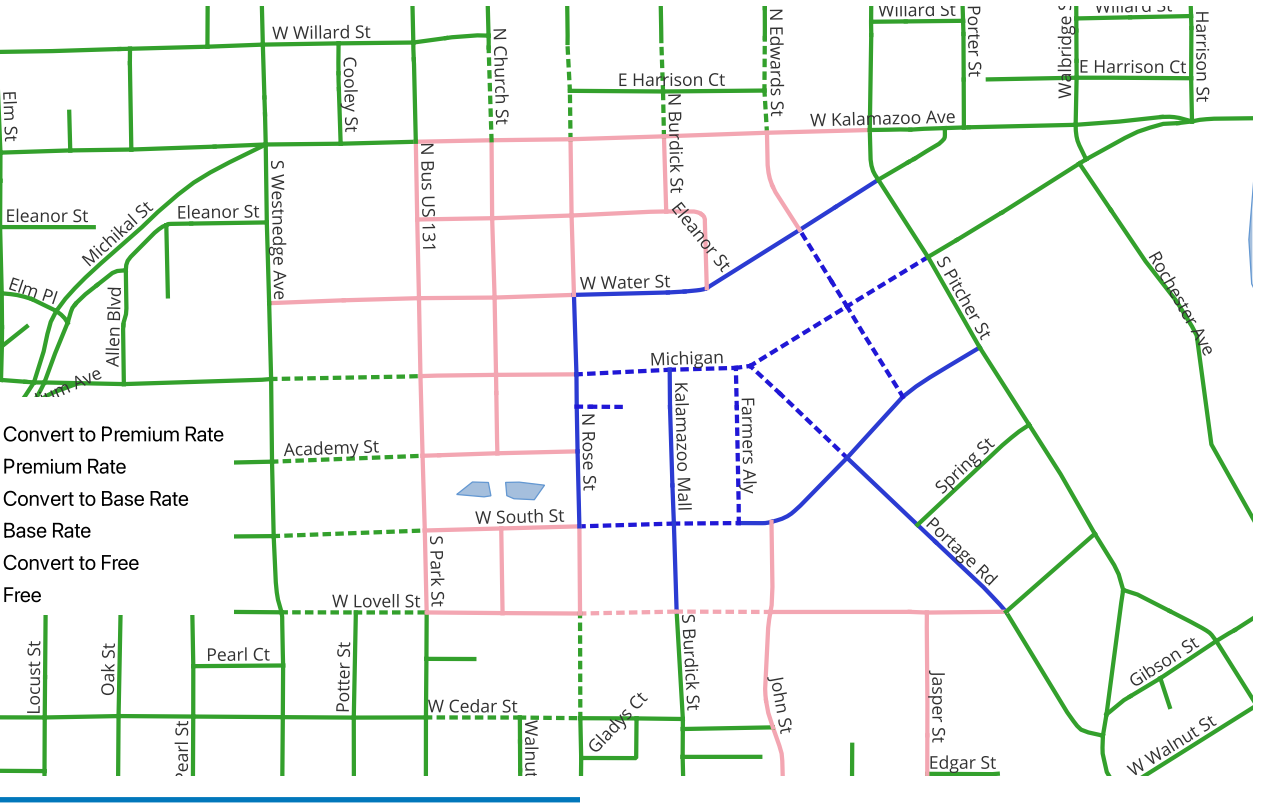 Willard St
Willard St
W Willard St
Cooley St
N Church St
N Edwards St
Porter St
Harrison St
E Harrison Ct
E Harrison Ct
Elm St
N Burdick St
W Kalamazoo Ave
N Bus US 131
S Westnedge Ave
Eleanor St
Eleanor St
Michikal St
Eleanor St
W Water St
S Pitcher St
Rochester Ave
Elm Pl
Allen Blvd
Michigan
Kalamazoo Mall
Farmers Aly
N Rose St
Academy St
Spring St
W South St
Portage Rd
S Park St
W Lovell St
Convert to Premium Rate
Premium Rate
Convert to Base Rate
Base Rate
Convert to Free
Free
Locust St
Oak St
Pearl Ct
Potter St
S Burdick St
John St
Jasper St
Gibson St
W Cedar St
Gladys Ct
Walnut
W Walnut St
Edgar St